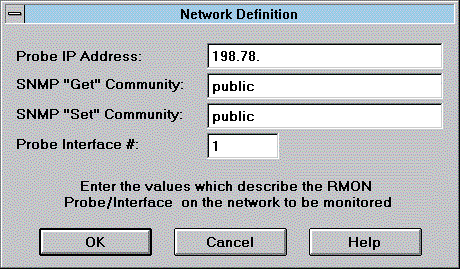 Network Definition
Probe IP Address: 198.78.
SNMP "Get" Community: public
SNMP "Set" Community: public
Probe Interface #: 1
Enter the values which describe the RMON
Probe/Interface on the network to be monitored
OK Cancel Help